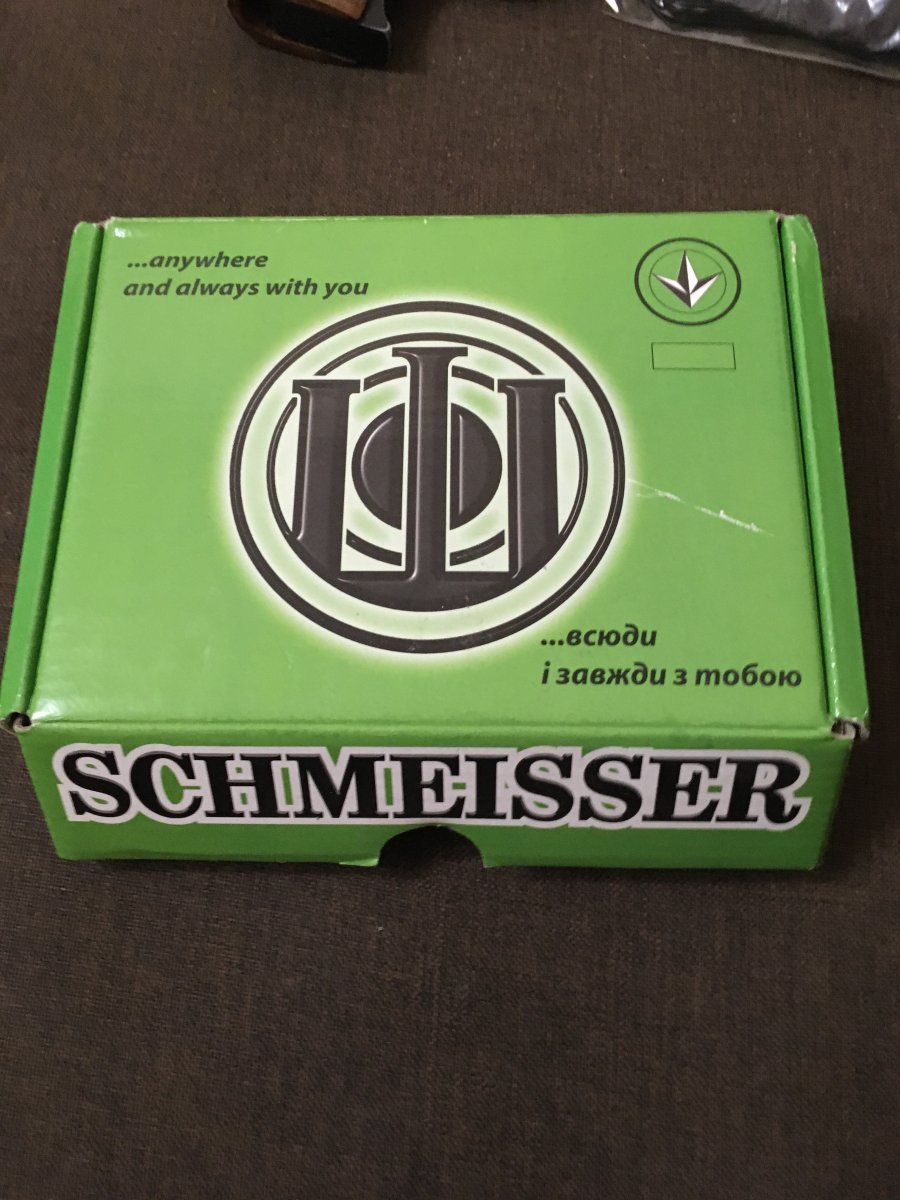 ...anywhere
and always with you
Ш
...всюди
і завжди з тобою
SCHMEISSER